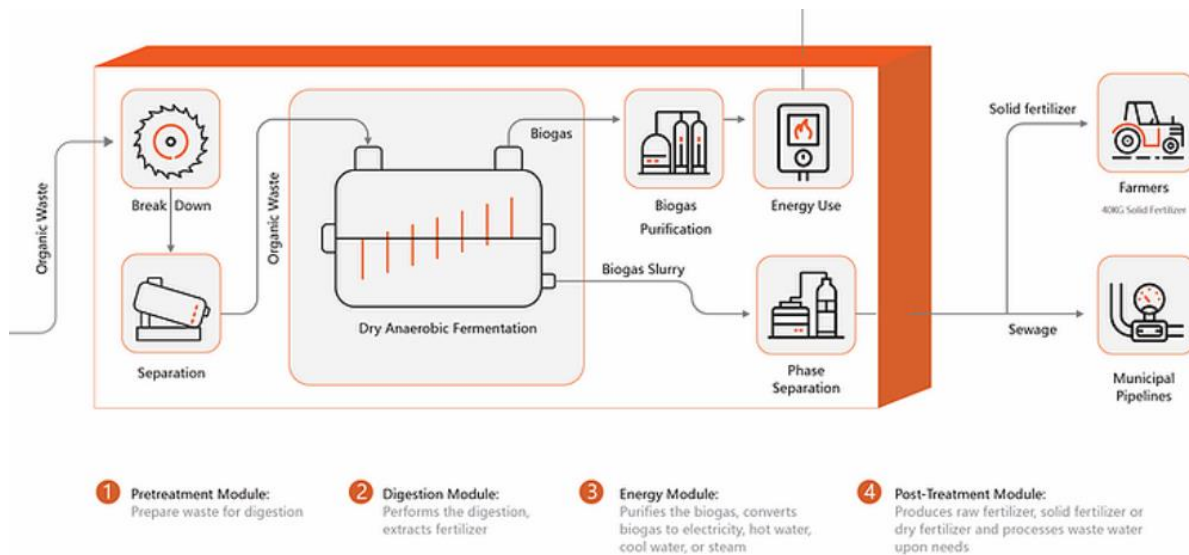 Organic Waste
Break Down
Separation
Organic Waste
Dry Anaerobic Fermentation
Biogas
Biogas
Purification
Energy Use
Biogas Slurry
Phase
Separation
Solid fertilizer
Farmers
40KG Solid Fertilizer
Sewage
Municipal
Pipelines
1 Pretreatment Module:
Prepare waste for digestion
2 Digestion Module:
Performs the digestion,
extracts fertilizer
3 Energy Module:
Purifies the biogas, converts
biogas to electricity, hot water,
cool water, or steam
4 Post-Treatment Module:
Produces raw fertilizer, solid fertilizer or
dry fertilizer and processes waste water
upon needs